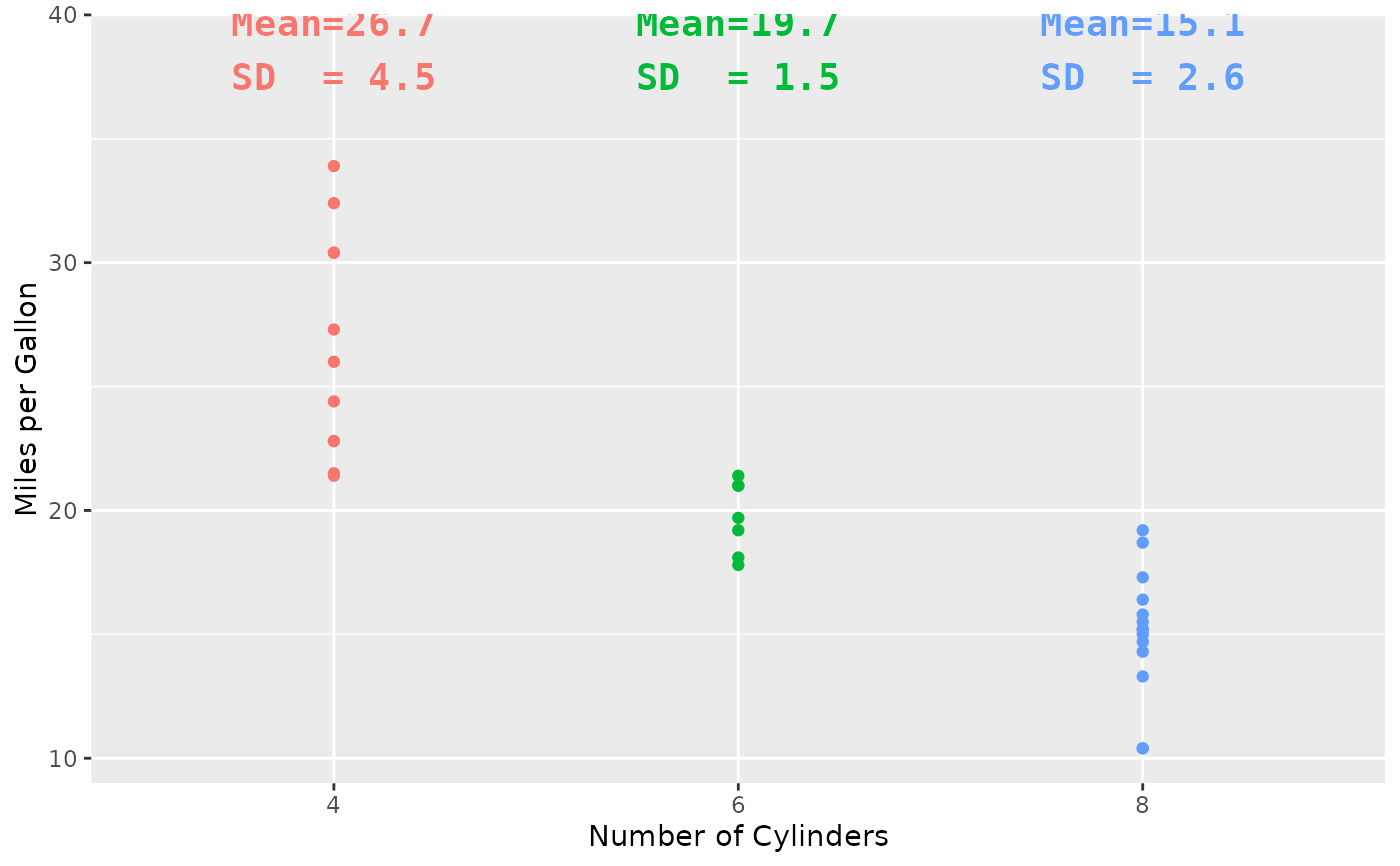 40
Mean=26.7 Mean=19.7 Mean=15.1
SD  = 4.5 SD  = 1.5 SD  = 2.6
30
Miles per Gallon
20
10
4 6 8
Number of Cylinders